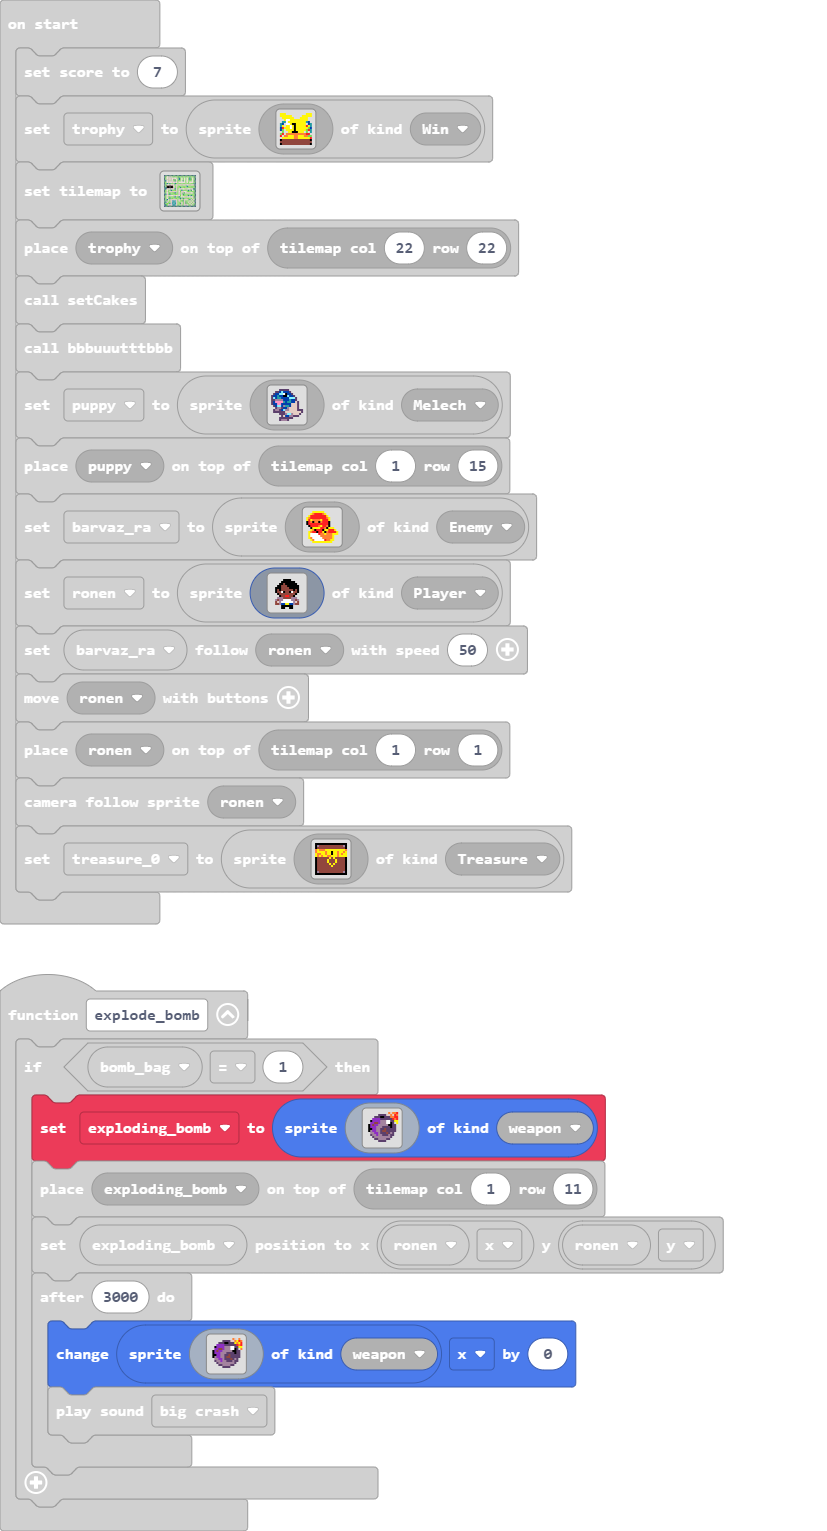 on start
set score to 7
set trophy to sprite 1 of kind Win
set tilemap to
place trophy on top of tilemap col 22 row 22
call setCakes
call bbbuuutttbbb
set puppy to sprite of kind Melech
place puppy on top of tilemap col 1 row 15
set barvaz_ra to sprite of kind Enemy
set ronen to sprite of kind Player
set barvaz_ra follow ronen with speed 50
move ronen with buttons
place ronen on top of tilemap col 1 row 1
camera follow sprite ronen
set treasure_0 to sprite of kind Treasure
function explode_bomb
if bomb_bag = 1 then
set exploding_bomb to sprite of kind weapon
place exploding_bomb on top of tilemap col 1 row 11
set exploding_bomb position to x ronen x y ronen y
after 3000 do
change sprite of kind weapon x by 0
play sound big crash